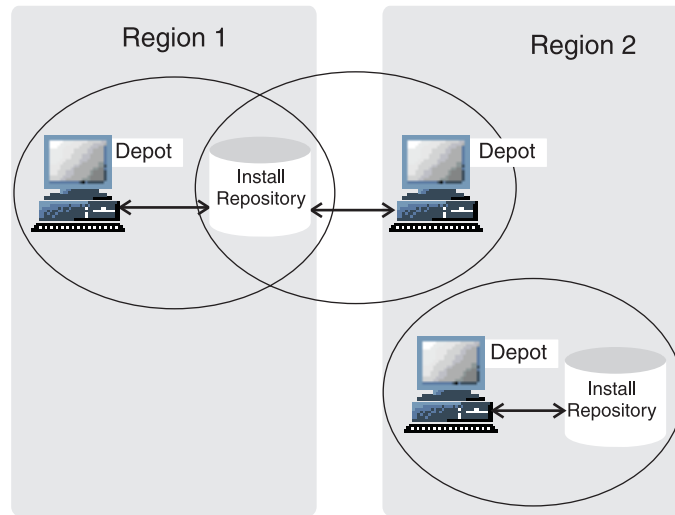 Region 1
Region 2
Depot
Install
Repository
Depot
Depot
Install
Repository